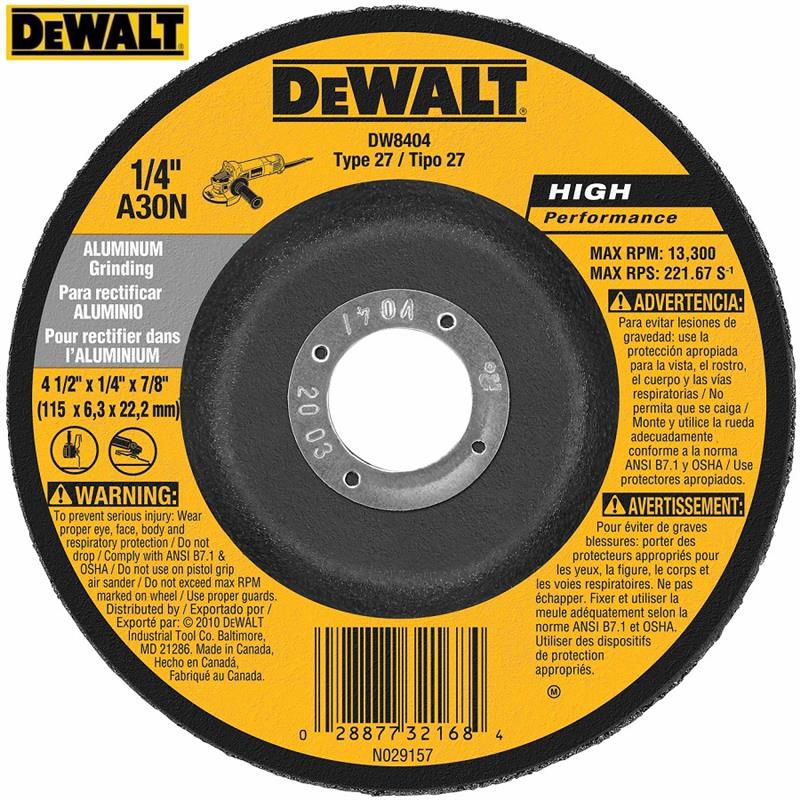 DEWALT
DEWALT
DW8404
Type 27 / Tipo 27
1/4"
A30N
HIGH
Performance
ALUMINUM
Grinding
Para rectificar
ALUMINIO
Pour rectifier dans
l'ALUMINIUM
4 1/2" x 1/4" x 7/8"
(115 x 6,3 x 22,2 mm)
MAX RPM: 13,300
MAX RPS: 221.67 S-1
ADVERTENCIA:
Para evitar lesiones de
gravedad: use la
protección apropiada
para la vista, el rostro,
el cuerpo y las vías
respiratorias / No
permita que se caiga /
Monte y utilice la rueda
adecuadamente
conforme a la norma
ANSI B7.1 y OSHA / Use
protectores apropiados.
V04
2003
WARNING:
To prevent serious injury: Wear
proper eye, face, body and
respiratory protection / Do not
drop / Comply with ANSI B7.1 &
OSHA / Do not use on pistol grip
air sander / Do not exceed max RPM
marked on wheel / Use proper guards.
Distributed by / Exportado por /
Exporté par: © 2010 DEWALT
Industrial Tool Co. Baltimore,
MD 21286. Made in Canada,
Hecho en Canadá,
Fabriqué au Canada.
AVERTISSEMENT:
Pour éviter de graves
blessures: porter des
protecteurs appropriés pour
les yeux, la figure, le corps et
les voies respiratoires. Ne pas
échapper. Fixer et utiliser la
meule adéquatement selon la
norme ANSI B7.1 et OSHA.
Utiliser des dispositifs
de protection
appropriés.
M
0 28877 32168 4
N029157